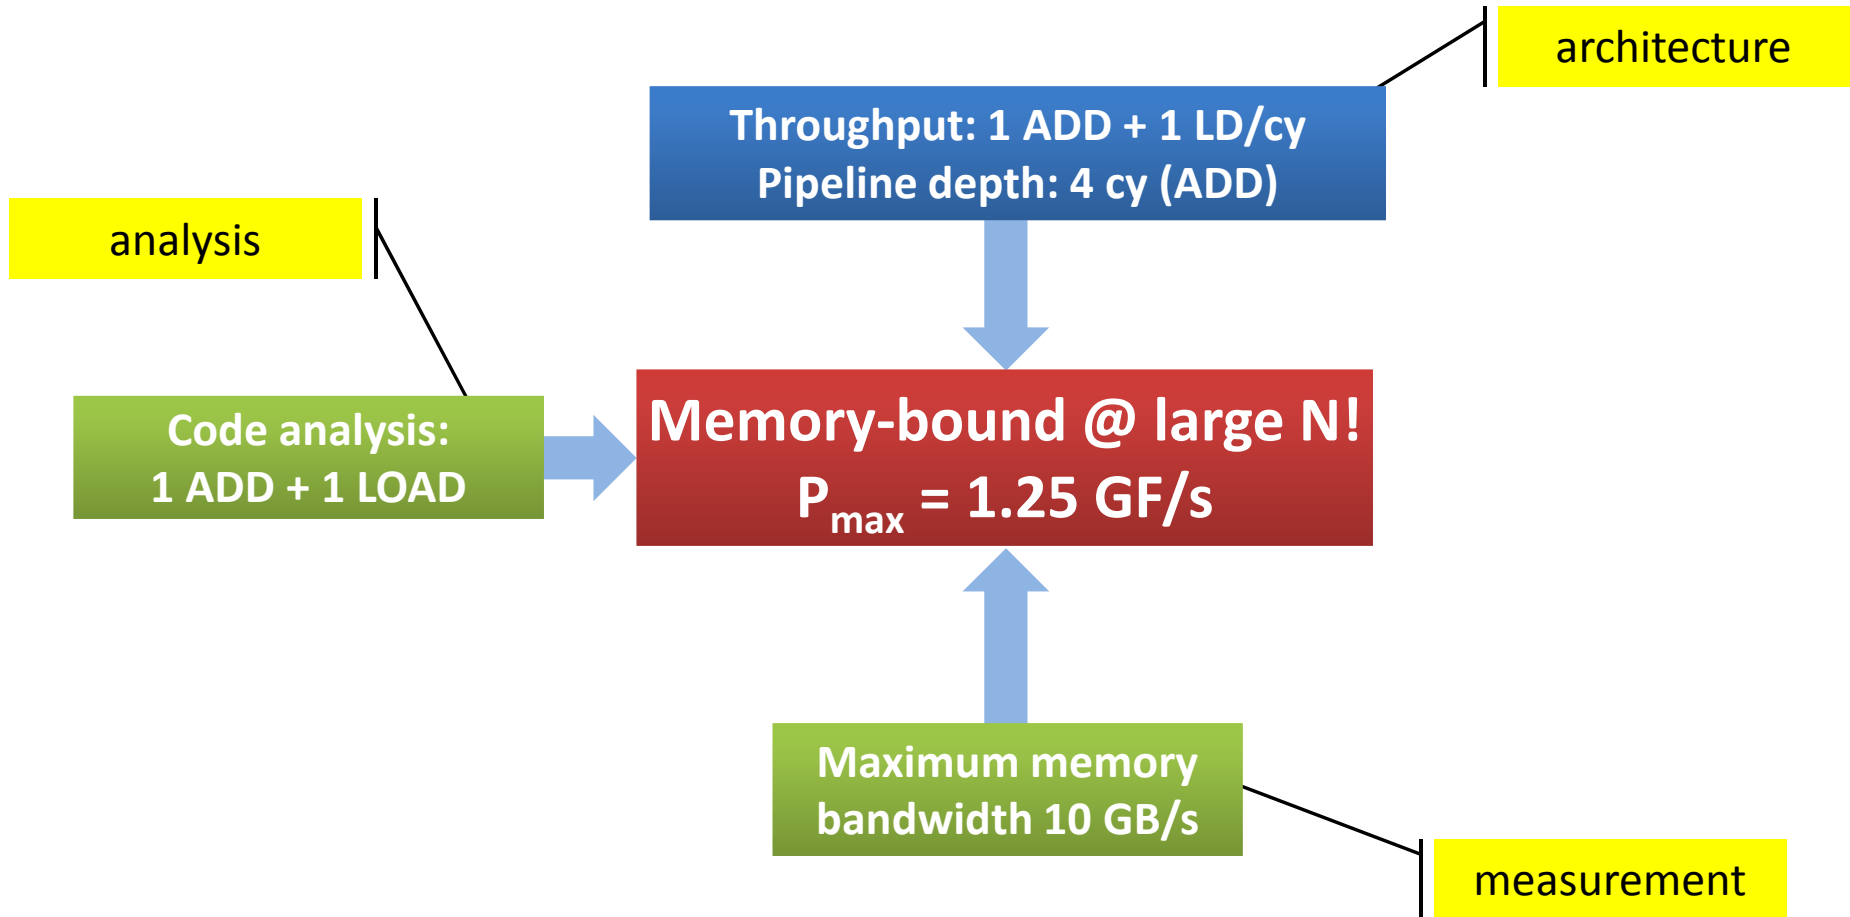 architecture
Throughput: 1 ADD + 1 LD/cy
Pipeline depth: 4 cy (ADD)
analysis
Code analysis:
1 ADD + 1 LOAD
Memory-bound @ large N!
Pmax = 1.25 GF/s
Maximum memory
bandwidth 10 GB/s
measurement